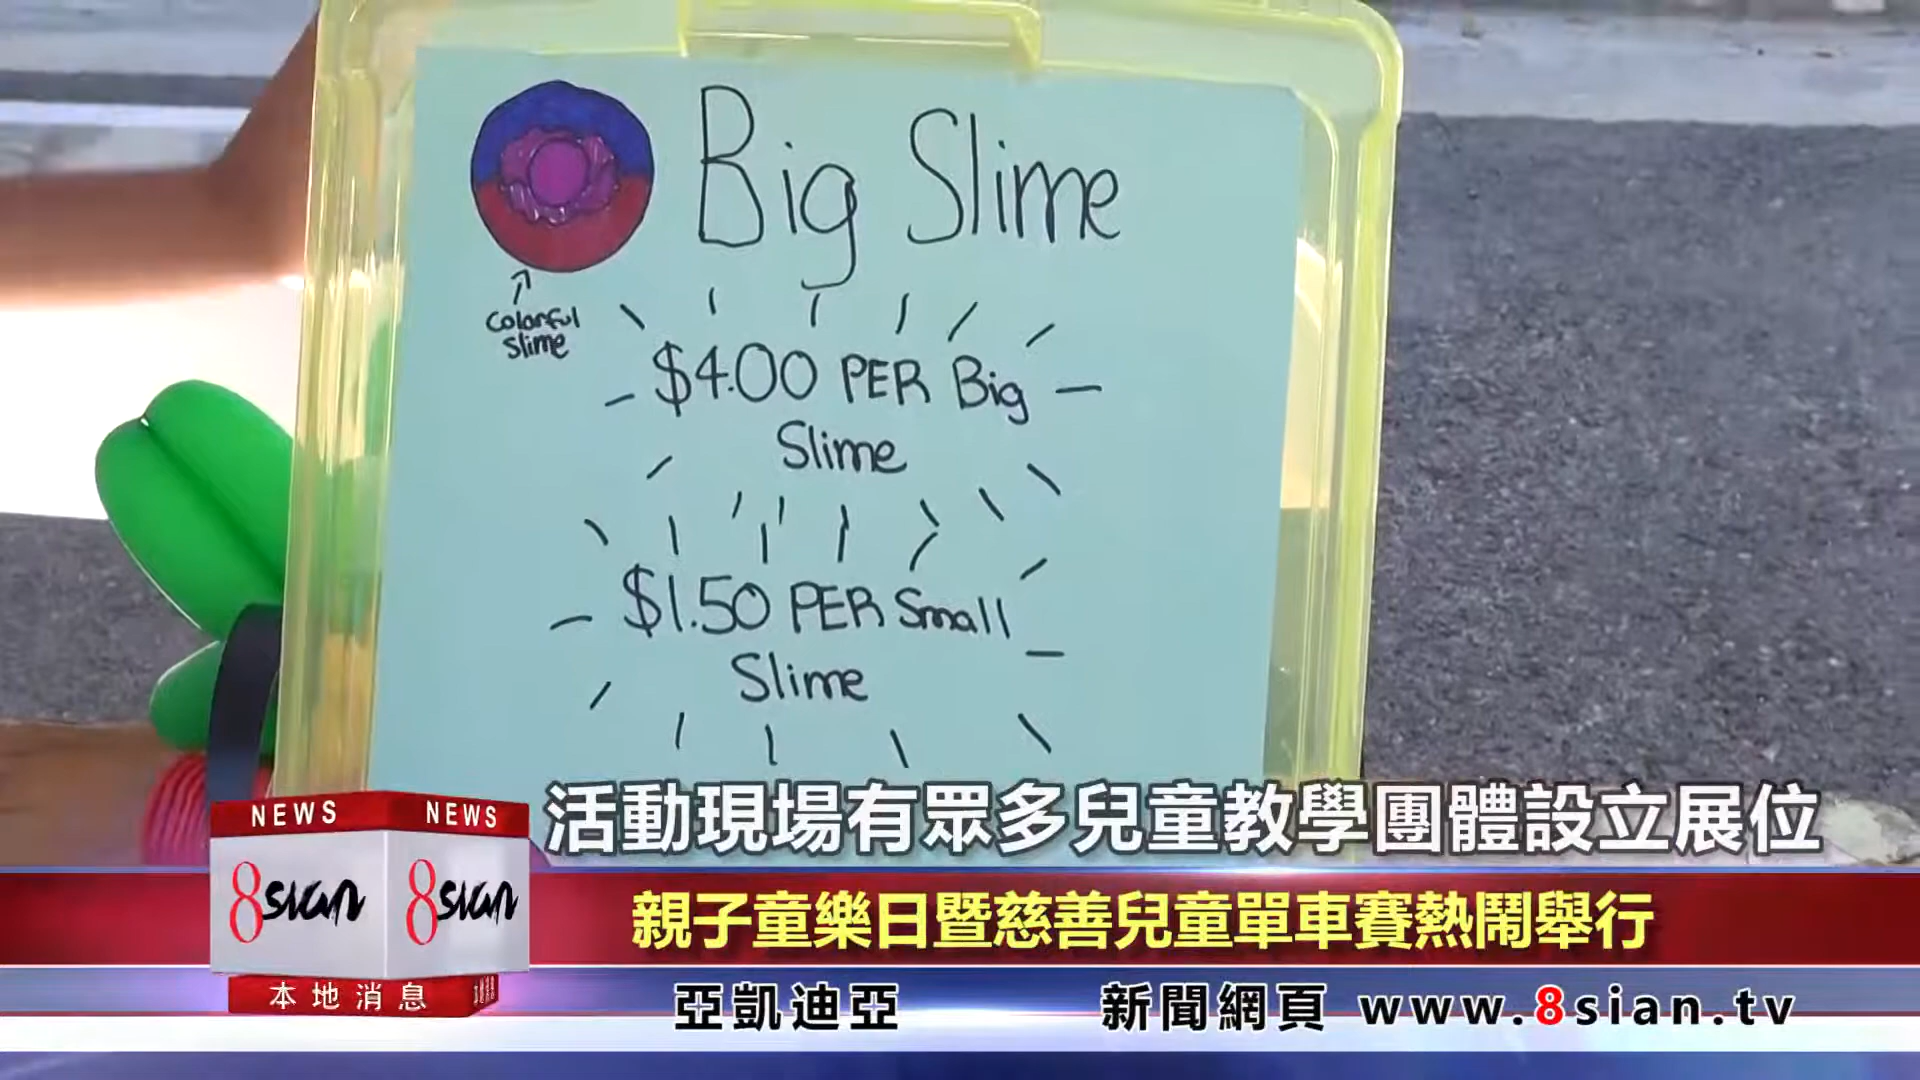 Big Slime
Colorful
Slime
$4.00 PER Big
Slime
$1.50 PER Small
Slime
活動現場有眾多兒童教學團體設立展位
NEWS NEWS
8sian 8sian
親子童樂日暨慈善兒童單車賽熱鬧舉行
本地消息
亞凱迪亞 新聞網頁 www.8sian.tv